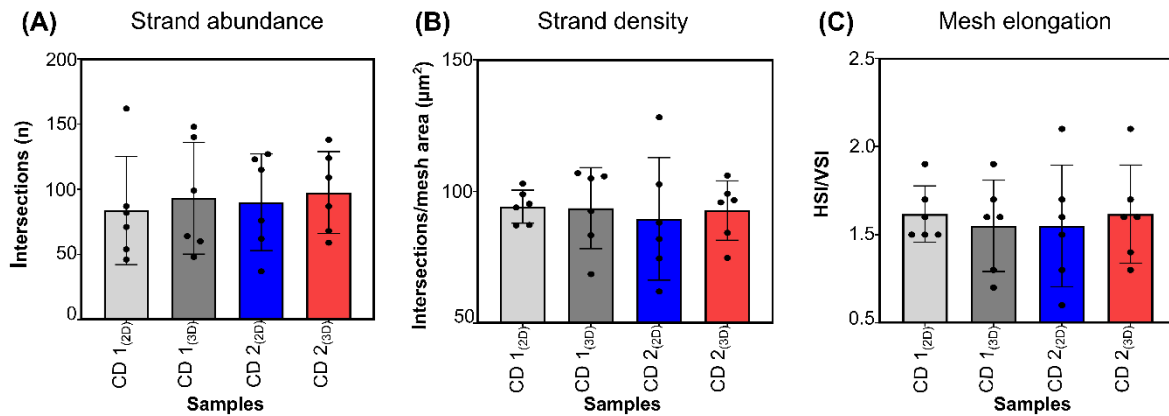 (A) Strand abundance
Intersections (n)
200
150
100
50
0
CD 1(2D)
CD 1(3D)
CD 2(2D)
CD 2(3D)
Samples
(B) Strand density
Intersections/mesh area (µm²)
150
100
50
CD 1(2D)
CD 1(3D)
CD 2(2D)
CD 2(3D)
Samples
(C) Mesh elongation
HSI/VSI
2.5
2.0
1.5
0.5
CD 1(2D)
CD 1(3D)
CD 2(2D)
CD 2(3D)
Samples